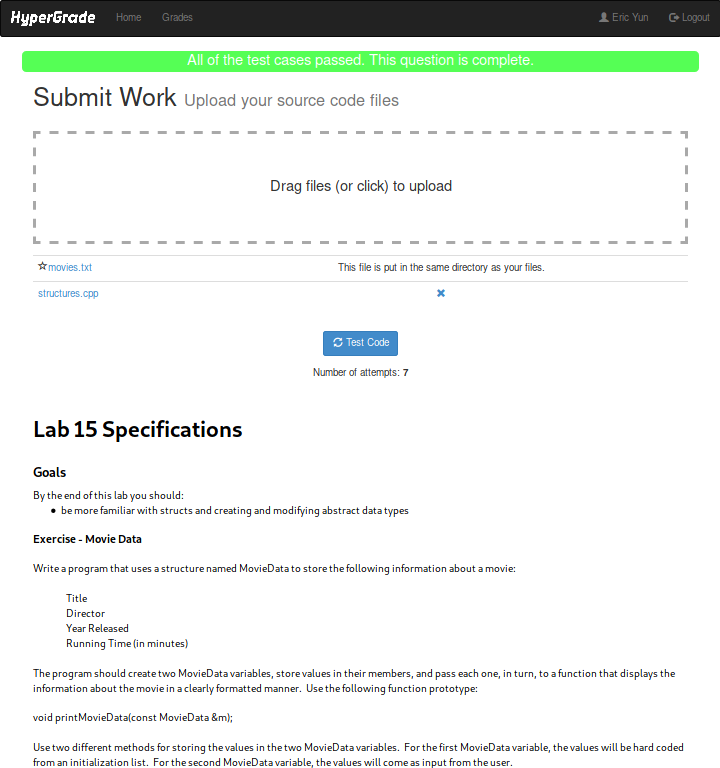 HyperGrade Home Grades Eric Yun Logout
All of the test cases passed. This question is complete.
Submit Work Upload your source code files
Drag files (or click) to upload
movies.txt This file is put in the same directory as your files.
structures.cpp
Test Code
Number of attempts: 7
Lab 15 Specifications
Goals
By the end of this lab you should:
• be more familiar with structs and creating and modifying abstract data types
Exercise - Movie Data
Write a program that uses a structure named MovieData to store the following information about a movie:
Title
Director
Year Released
Running Time (in minutes)
The program should create two MovieData variables, store values in their members, and pass each one, in turn, to a function that displays the
information about the movie in a clearly formatted manner. Use the following function prototype:
void printMovieData(const MovieData &m);
Use two different methods for storing the values in the two MovieData variables. For the first MovieData variable, the values will be hard coded
from an initialization list. For the second MovieData variable, the values will come as input from the user.